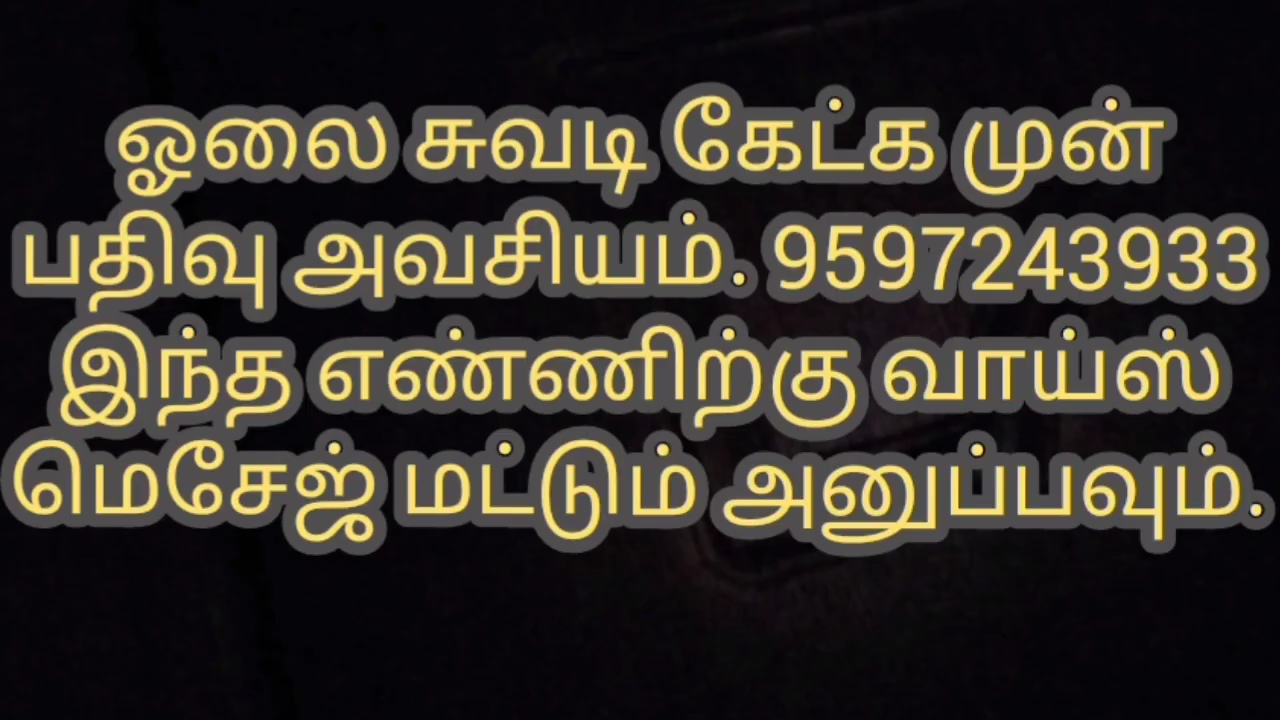 ஓலை சுவடி கேட்க முன்
பதிவு அவசியம். 9597243933
இந்த எண்ணிற்கு வாய்ஸ்
மெசேஜ் மட்டும் அனுப்பவும்.